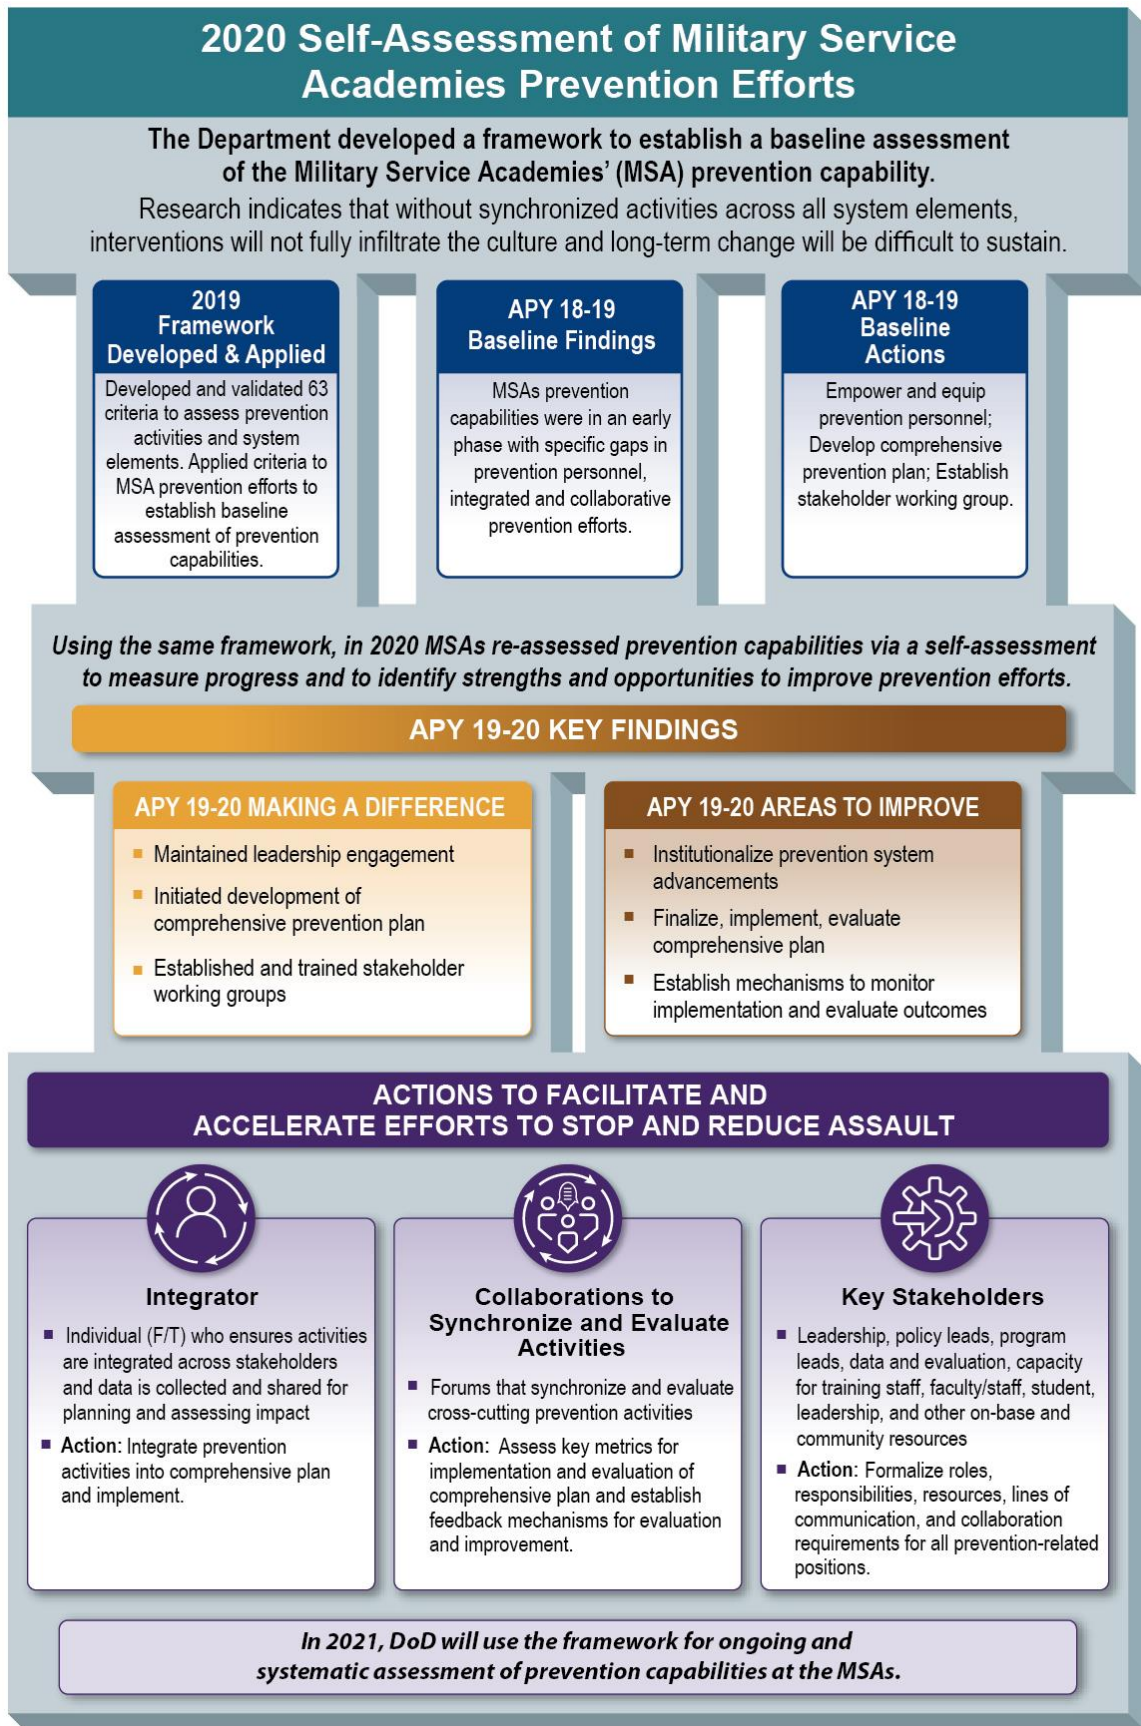 2020 Self-Assessment of Military Service
Academies Prevention Efforts
The Department developed a framework to establish a baseline assessment
of the Military Service Academies' (MSA) prevention capability.
Research indicates that without synchronized activities across all system elements,
interventions will not fully infiltrate the culture and long-term change will be difficult to sustain.
2019
Framework
Developed & Applied
Developed and validated 63
criteria to assess prevention
activities and system
elements. Applied criteria to
MSA prevention efforts to
establish baseline
assessment of prevention
capabilities.
APY 18-19
Baseline Findings
MSAs prevention
capabilities were in an early
phase with specific gaps in
prevention personnel,
integrated and collaborative
prevention efforts.
APY 18-19
Baseline
Actions
Empower and equip
prevention personnel;
Develop comprehensive
prevention plan; Establish
stakeholder working group.
Using the same framework, in 2020 MSAs re-assessed prevention capabilities via a self-assessment
to measure progress and to identify strengths and opportunities to improve prevention efforts.
APY 19-20 KEY FINDINGS
APY 19-20 MAKING A DIFFERENCE
▪ Maintained leadership engagement
▪ Initiated development of
comprehensive prevention plan
▪ Established and trained stakeholder
working groups
APY 19-20 AREAS TO IMPROVE
▪ Institutionalize prevention system
advancements
▪ Finalize, implement, evaluate
comprehensive plan
▪ Establish mechanisms to monitor
implementation and evaluate outcomes
ACTIONS TO FACILITATE AND
ACCELERATE EFFORTS TO STOP AND REDUCE ASSAULT
Integrator
▪ Individual (F/T) who ensures activities
are integrated across stakeholders
and data is collected and shared for
planning and assessing impact
▪ Action: Integrate prevention
activities into comprehensive plan
and implement.
Collaborations to
Synchronize and Evaluate
Activities
▪ Forums that synchronize and evaluate
cross-cutting prevention activities
▪ Action: Assess key metrics for
implementation and evaluation of
comprehensive plan and establish
feedback mechanisms for evaluation
and improvement.
Key Stakeholders
▪ Leadership, policy leads, program
leads, data and evaluation, capacity
for training staff, faculty/staff, student,
leadership, and other on-base and
community resources
▪ Action: Formalize roles,
responsibilities, resources, lines of
communication, and collaboration
requirements for all prevention-related
positions.
In 2021, DoD will use the framework for ongoing and
systematic assessment of prevention capabilities at the MSAs.